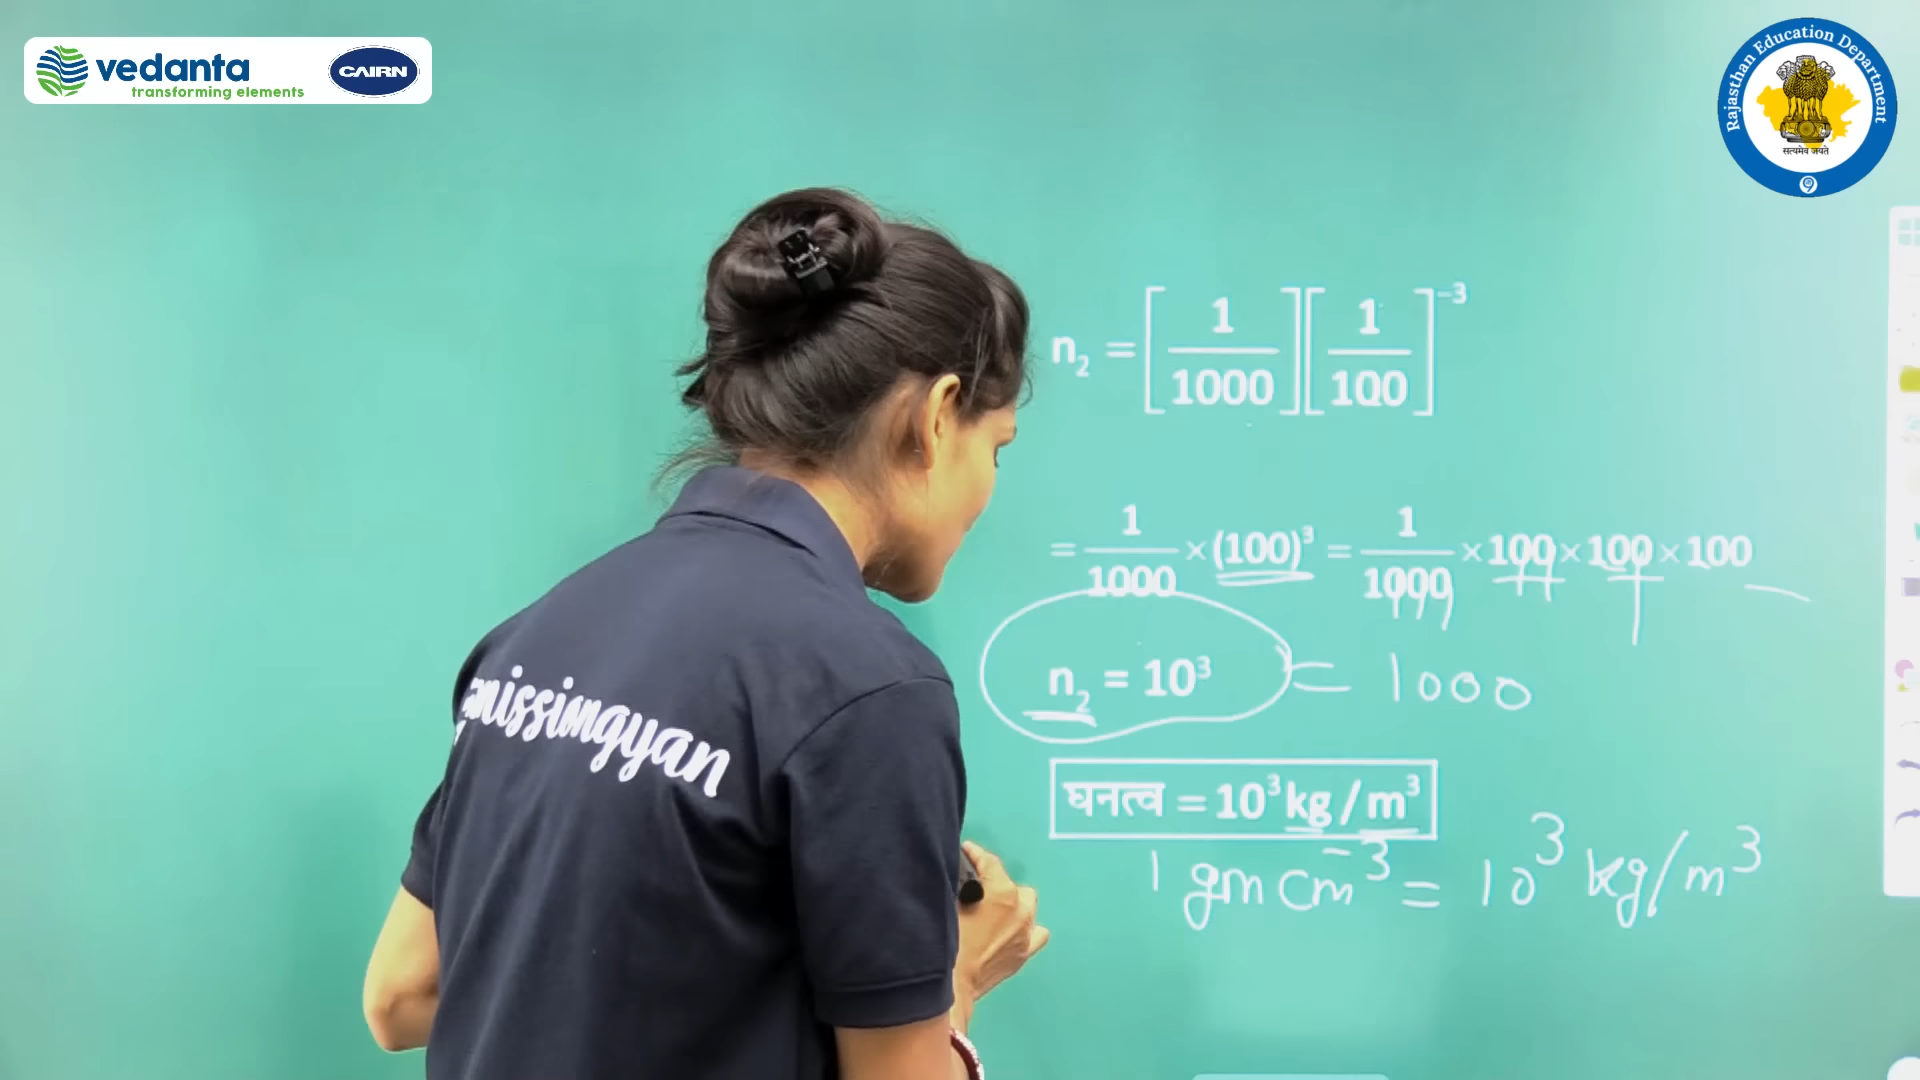 vedanta
transforming elements
CAIRN
Rajasthan Education Department
सत्यमेव जयते
n₂ = [1/1000][1/100]⁻³
= 1/1000 × (100)³ = 1/1000 × 100 × 100 × 100
n₂ = 10³ = 1000
घनत्व = 10³ kg / m³
1 gm cm⁻³ = 10³ kg/m³
missiongyan